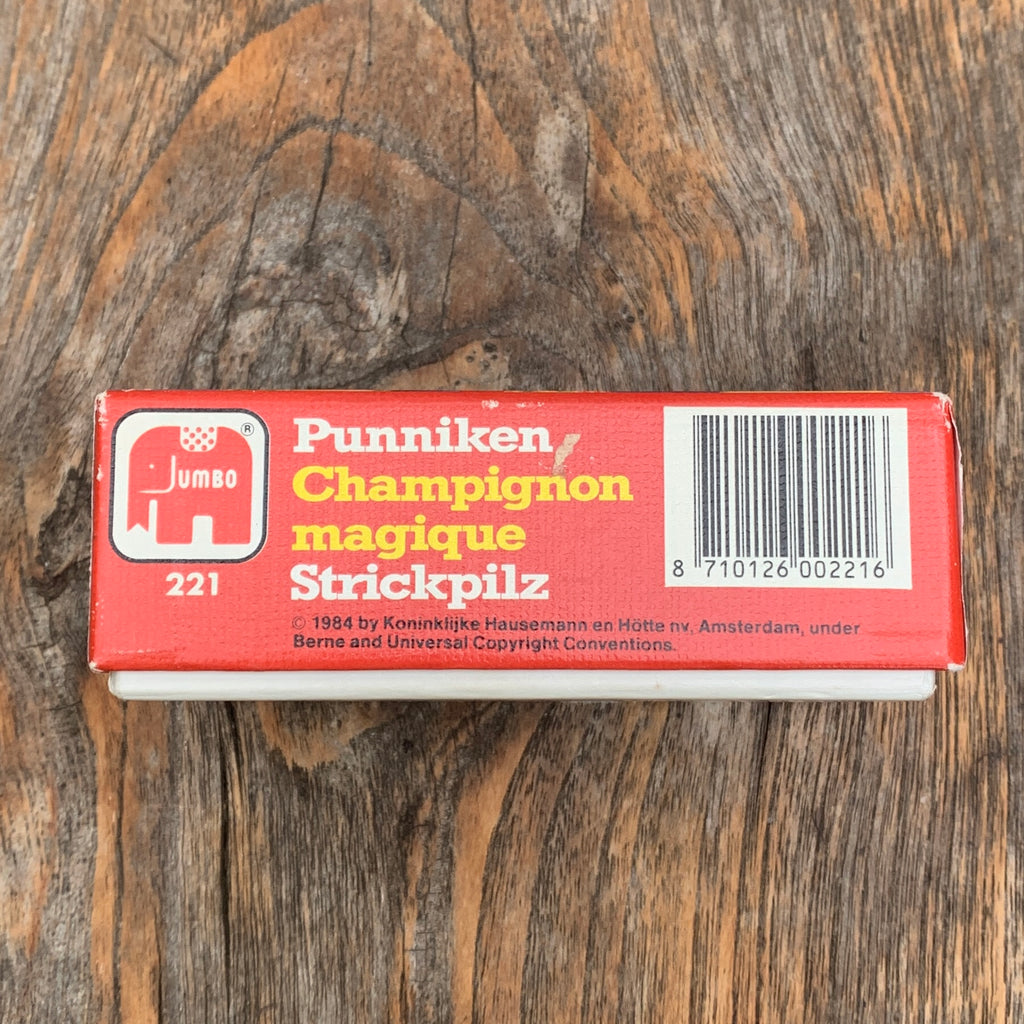 JUMBO ®
221
Punniken
Champignon
magique
Strickpilz
© 1984 by Koninklijke Hausemann en Hötte nv, Amsterdam, under
Berne and Universal Copyright Conventions.
8 710126 002216